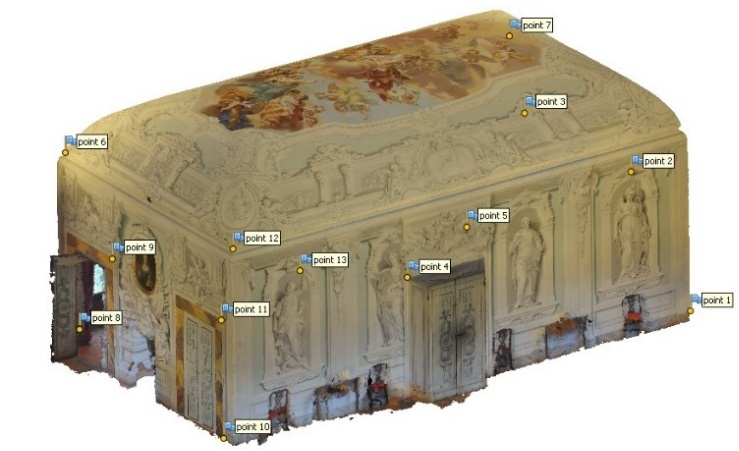 point 7
point 3
point 6
point 2
point 5
point 12
point 9
point 13
point 4
point 1
point 11
point 8
point 10